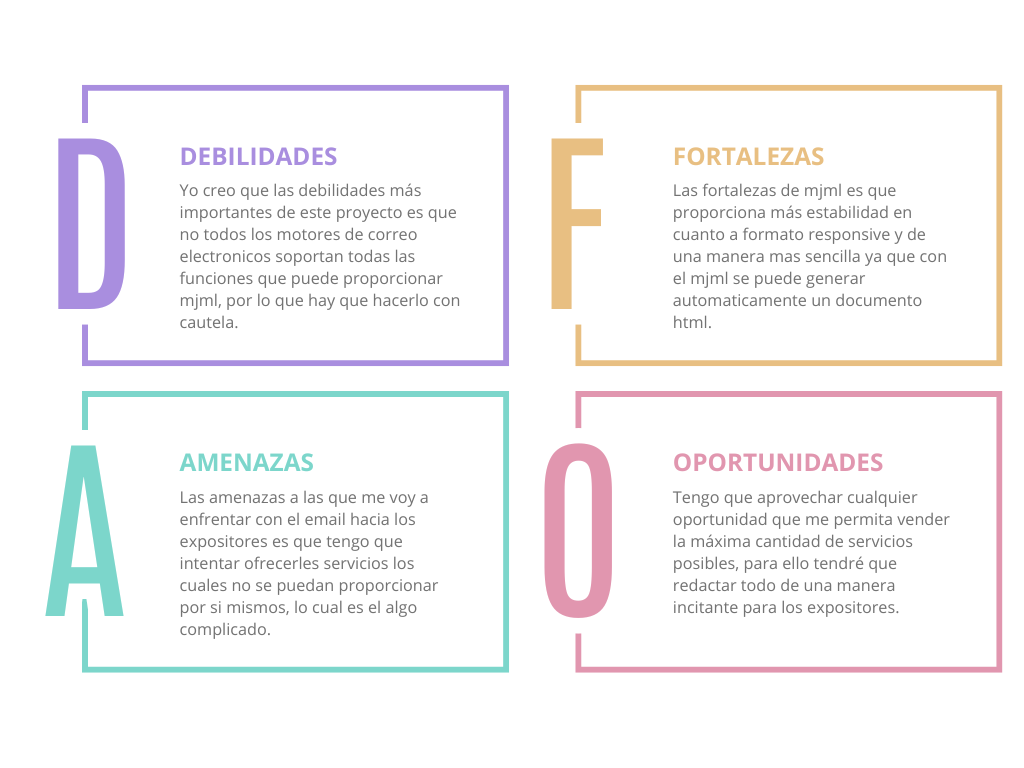 D
DEBILIDADES
Yo creo que las debilidades más
importantes de este proyecto es que
no todos los motores de correo
electronicos soportan todas las
funciones que puede proporcionar
mjml, por lo que hay que hacerlo con
cautela.
F
FORTALEZAS
Las fortalezas de mjml es que
proporciona más estabilidad en
cuanto a formato responsive y de
una manera mas sencilla ya que con
el mjml se puede generar
automaticamente un documento
html.
A
AMENAZAS
Las amenazas a las que me voy a
enfrentar con el email hacia los
expositores es que tengo que
intentar ofrecerles servicios los
cuales no se puedan proporcionar
por si mismos, lo cual es el algo
complicado.
O
OPORTUNIDADES
Tengo que aprovechar cualquier
oportunidad que me permita vender
la máxima cantidad de servicios
posibles, para ello tendré que
redactar todo de una manera
incitante para los expositores.